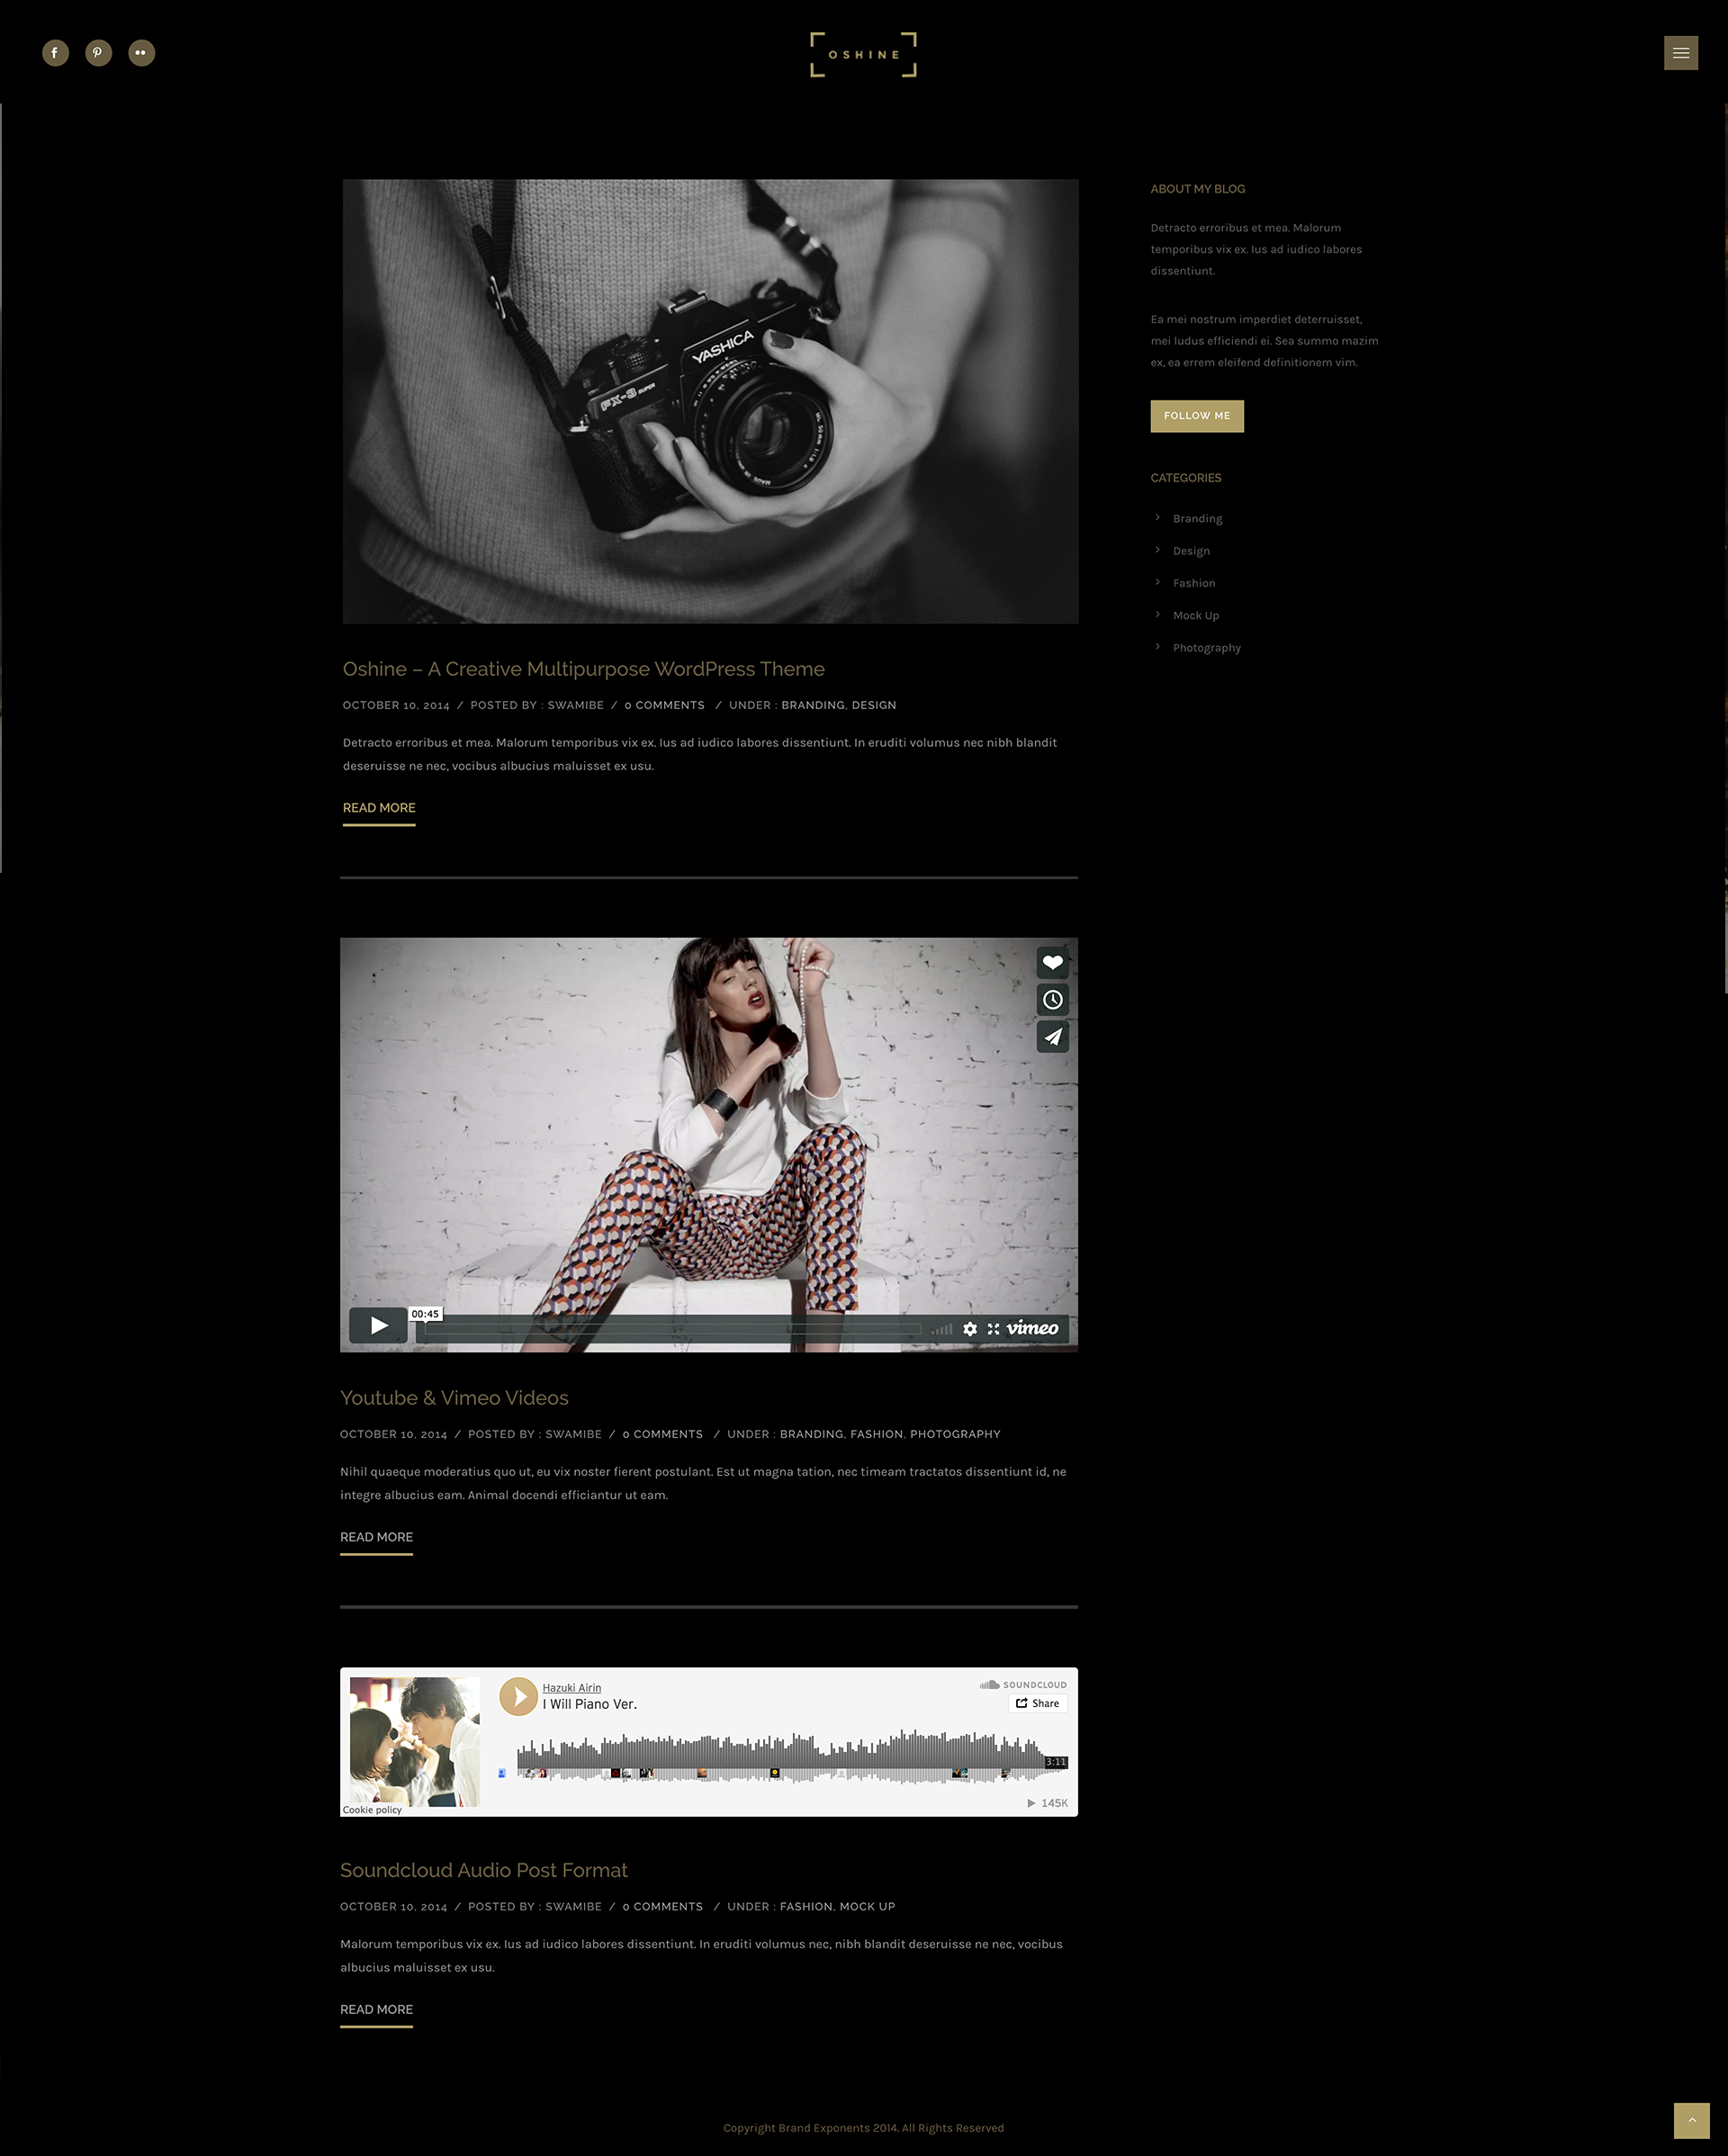 OSHINE
YASHICA
FX-3 SUPER
ABOUT MY BLOG
Detracto erroribus et mea. Malorum
temporibus vix ex. Ius ad iudico labores
dissentiunt.
Ea mei nostrum imperdiet deterruisset,
mei ludus efficiendi ei. Sea summo mazim
ex, ea errem eleifend definitionem vim.
FOLLOW ME
CATEGORIES
Branding
Design
Fashion
Mock Up
Photography
Oshine – A Creative Multipurpose WordPress Theme
OCTOBER 10, 2014 / POSTED BY : SWAMIBE / 0 COMMENTS / UNDER : BRANDING, DESIGN
Detracto erroribus et mea. Malorum temporibus vix ex. Ius ad iudico labores dissentiunt. In eruditi volumus nec nibh blandit
deseruisse ne nec, vocibus albucius maluisset ex usu.
READ MORE
00:45
vimeo
Youtube & Vimeo Videos
OCTOBER 10, 2014 / POSTED BY : SWAMIBE / 0 COMMENTS / UNDER : BRANDING, FASHION, PHOTOGRAPHY
Nihil quaeque moderatius quo ut, eu vix noster fierent postulant. Est ut magna tation, nec timeam tractatos dissentiunt id, ne
integre albucius eam. Animal docendi efficiantur ut eam.
READ MORE
Hazuki Airin
I Will Piano Ver.
SOUNDCLOUD
Share
3:11
145K
Cookie policy
Soundcloud Audio Post Format
OCTOBER 10, 2014 / POSTED BY : SWAMIBE / 0 COMMENTS / UNDER : FASHION, MOCK UP
Malorum temporibus vix ex. Ius ad iudico labores dissentiunt. In eruditi volumus nec, nibh blandit deseruisse ne nec, vocibus
albucius maluisset ex usu.
READ MORE
Copyright Brand Exponents 2014. All Rights Reserved